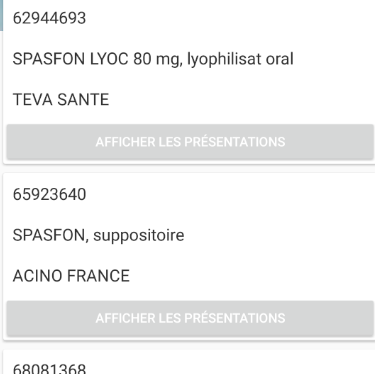 62944693
SPASFON LYOC 80 mg, lyophilisat oral
TEVA SANTE
AFFICHER LES PRÉSENTATIONS
65923640
SPASFON, suppositoire
ACINO FRANCE
AFFICHER LES PRÉSENTATIONS
68081368